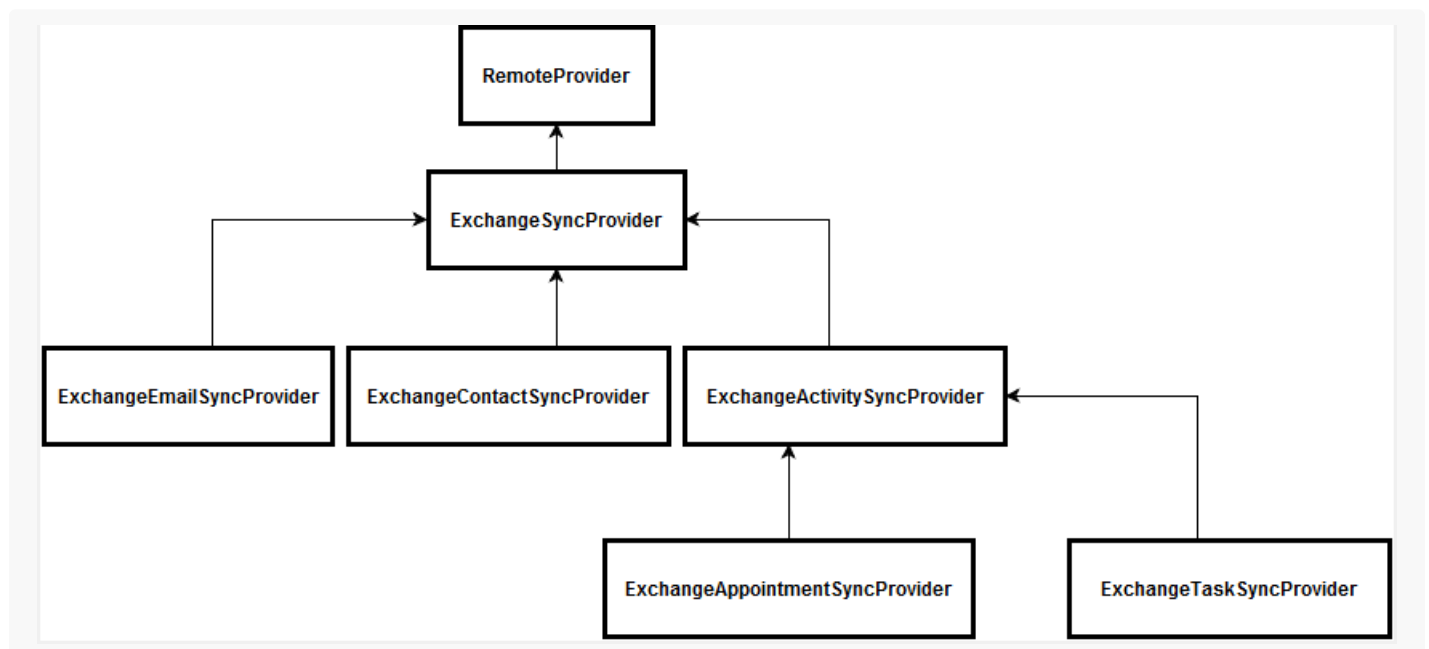 RemoteProvider
ExchangeSyncProvider
ExchangeEmailSyncProvider
ExchangeContactSyncProvider
ExchangeActivitySyncProvider
ExchangeAppointmentSyncProvider
ExchangeTaskSyncProvider